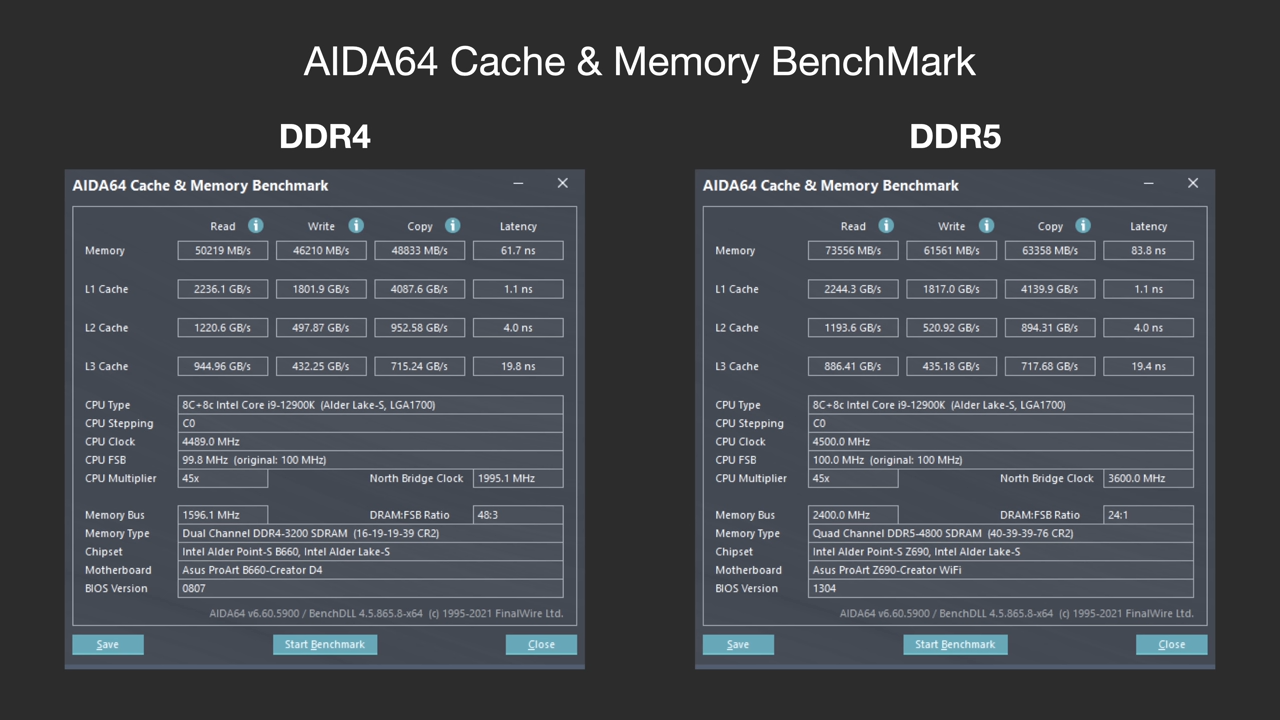 AIDA64 Cache & Memory BenchMark
DDR4
AIDA64 Cache & Memory Benchmark
Read Write Copy Latency
Memory 50219 MB/s 46210 MB/s 48833 MB/s 61.7 ns
L1 Cache 2236.1 GB/s 1801.9 GB/s 4087.6 GB/s 1.1 ns
L2 Cache 1220.6 GB/s 497.87 GB/s 952.58 GB/s 4.0 ns
L3 Cache 944.96 GB/s 432.25 GB/s 715.24 GB/s 19.8 ns
CPU Type 8C+8c Intel Core i9-12900K (Alder Lake-S, LGA1700)
CPU Stepping C0
CPU Clock 4489.0 MHz
CPU FSB 99.8 MHz (original: 100 MHz)
CPU Multiplier 45x North Bridge Clock 1995.1 MHz
Memory Bus 1596.1 MHz DRAM:FSB Ratio 48:3
Memory Type Dual Channel DDR4-3200 SDRAM (16-19-19-39 CR2)
Chipset Intel Alder Point-S B660, Intel Alder Lake-S
Motherboard Asus ProArt B660-Creator D4
BIOS Version 0807
AIDA64 v6.60.5900 / BenchDLL 4.5.865.8-x64 (c) 1995-2021 FinalWire Ltd.
Save Start Benchmark Close
DDR5
AIDA64 Cache & Memory Benchmark
Read Write Copy Latency
Memory 73556 MB/s 61561 MB/s 63358 MB/s 83.8 ns
L1 Cache 2244.3 GB/s 1817.0 GB/s 4139.9 GB/s 1.1 ns
L2 Cache 1193.6 GB/s 520.92 GB/s 894.31 GB/s 4.0 ns
L3 Cache 886.41 GB/s 435.18 GB/s 717.68 GB/s 19.4 ns
CPU Type 8C+8c Intel Core i9-12900K (Alder Lake-S, LGA1700)
CPU Stepping C0
CPU Clock 4500.0 MHz
CPU FSB 100.0 MHz (original: 100 MHz)
CPU Multiplier 45x North Bridge Clock 3600.0 MHz
Memory Bus 2400.0 MHz DRAM:FSB Ratio 24:1
Memory Type Quad Channel DDR5-4800 SDRAM (40-39-39-76 CR2)
Chipset Intel Alder Point-S Z690, Intel Alder Lake-S
Motherboard Asus ProArt Z690-Creator WiFi
BIOS Version 1304
AIDA64 v6.60.5900 / BenchDLL 4.5.865.8-x64 (c) 1995-2021 FinalWire Ltd.
Save Start Benchmark Close